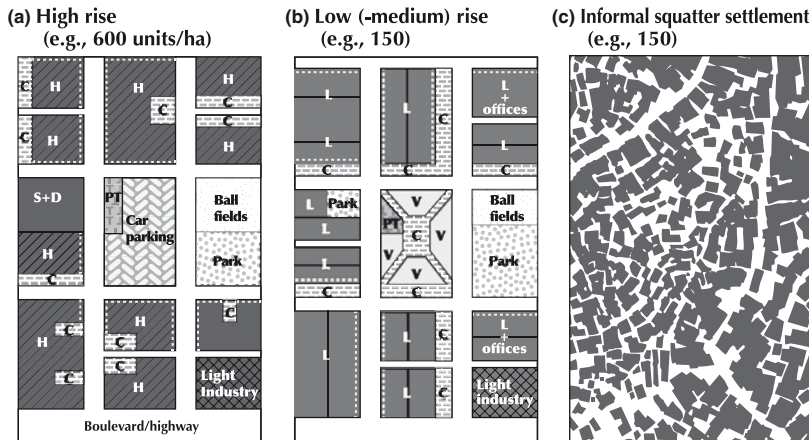 (a) High rise
(e.g., 600 units/ha)
C H
C H
H
C
H
C
C
H
S+D
H
C
PT
Car
parking
Ball
fields
Park
H
C
C
H
C
C
H
C
Light
Industry
Boulevard/highway
(b) Low (-medium) rise
(e.g., 150)
L
L
C
L
C
C
L
+
offices
L
L Park
L
L
C
V
PT
C
V
V
V
Ball
fields
Park
L
L C
L C
L
+
offices
Light
industry
(c) Informal squatter settlement
(e.g., 150)